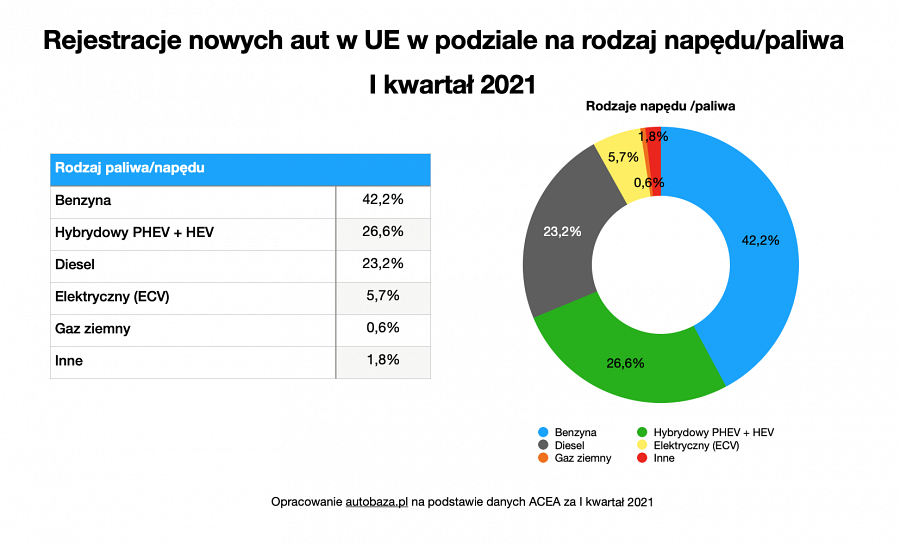 Rejestracje nowych aut w UE w podziale na rodzaj napędu/paliwa
I kwartał 2021
Rodzaj paliwa/napędu
Benzyna 42,2%
Hybrydowy PHEV + HEV 26,6%
Diesel 23,2%
Elektryczny (ECV) 5,7%
Gaz ziemny 0,6%
Inne 1,8%
Rodzaje napędu /paliwa
1,8%
5,7%
0,6%
23,2%
42,2%
26,6%
Benzyna Hybrydowy PHEV + HEV
Diesel Elektryczny (ECV)
Gaz ziemny Inne
Opracowanie autobaza.pl na podstawie danych ACEA za I kwartał 2021